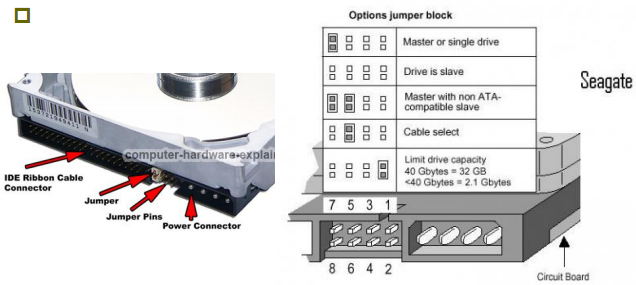 Options jumper block
Master or single drive
Drive is slave
Master with non ATA-
compatible slave
Cable select
Limit drive capacity
40 Gbytes = 32 GB
<40 Gbytes = 2.1 Gbytes
Seagate
computer-hardware-explain
IDE Ribbon Cable
Connector
Jumper
Jumper Pins
Power Connector
7 5 3 1
8 6 4 2
Circuit Board